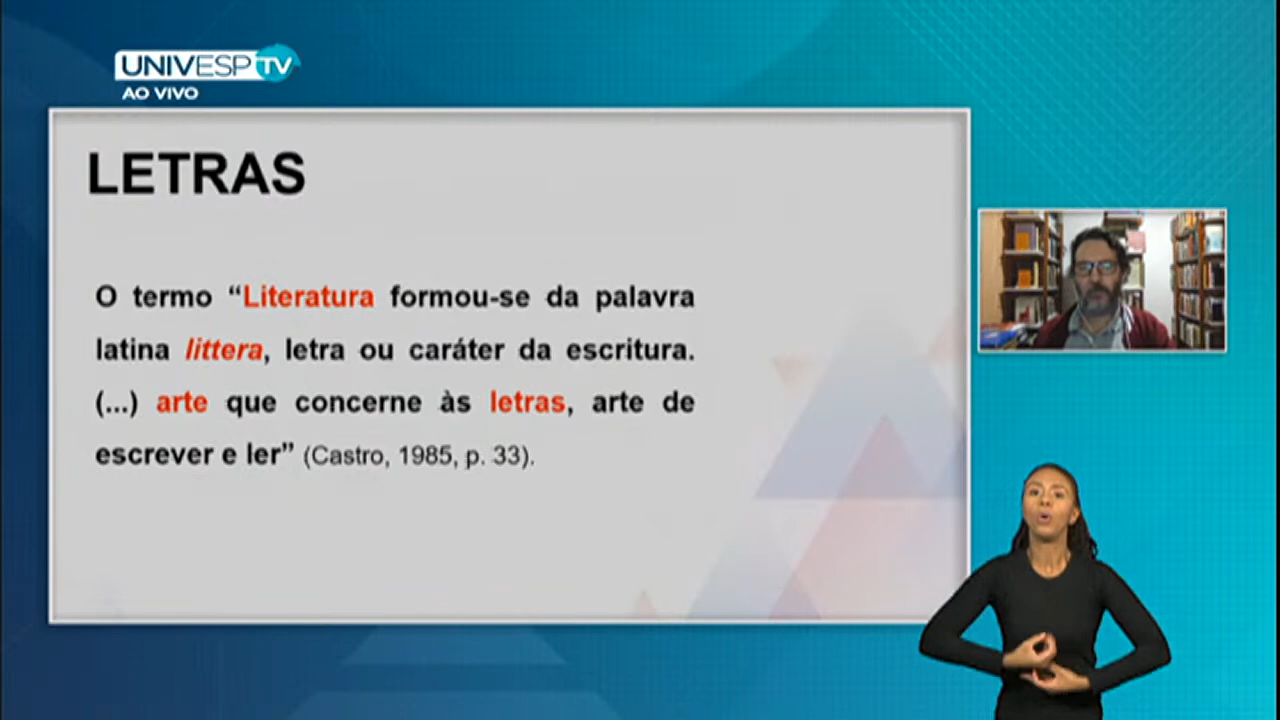 UNIVESP TV
AO VIVO
LETRAS
O termo “Literatura formou-se da palavra
latina littera, letra ou caráter da escritura.
(...) arte que concerne às letras, arte de
escrever e ler” (Castro, 1985, p. 33).